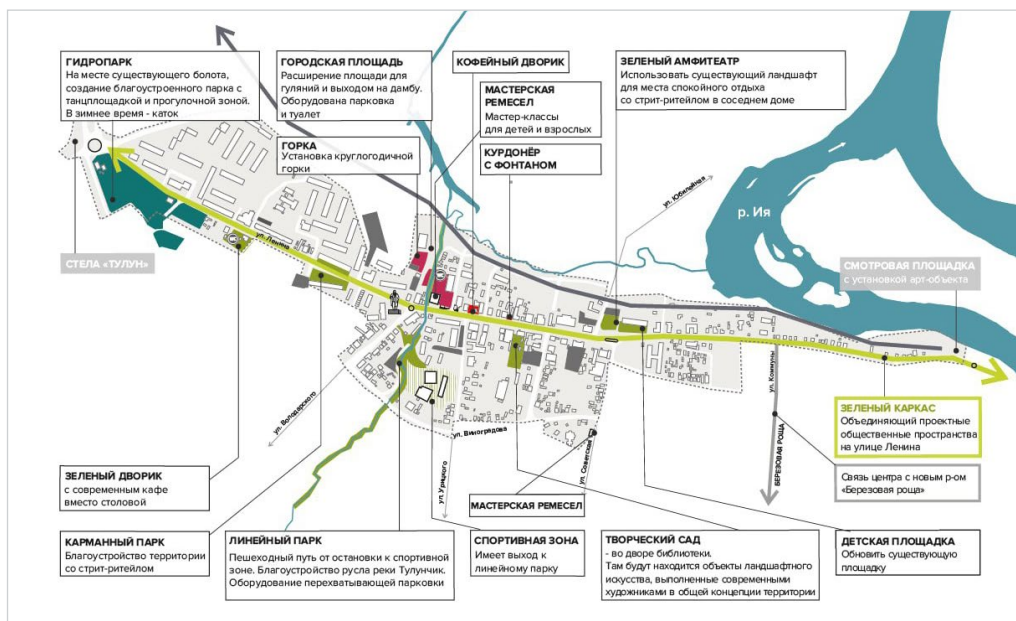 ГИДРОПАРК
На месте существующего болота,
создание благоустроенного парка с
танцплощадкой и прогулочной зоной.
В зимнее время - каток
ГОРОДСКАЯ ПЛОЩАДЬ
Расширение площади для
гуляний и выходом на дамбу.
Оборудована парковка
и туалет
КОФЕЙНЫЙ ДВОРИК
ЗЕЛЕНЫЙ АМФИТЕАТР
Использовать существующий ландшафт
для места спокойного отдыха
со стрит-ритейлом в соседнем доме
МАСТЕРСКАЯ
РЕМЕСЕЛ
Мастер-классы
для детей и взрослых
ГОРКА
Установка круглогодичной
горки
КУРДОНЁР
С ФОНТАНОМ
ул. Юбилейная
р. Ия
ул. Ленина
СТЕЛА «ТУЛУН»
СМОТРОВАЯ ПЛОЩАДКА
с установкой арт-объекта
ул. Коммуны
ул. Володарского
ул. Виноградова
ул. Урицкого
ул. Советская
БЕРЕЗОВАЯ РОЩА
ЗЕЛЕНЫЙ КАРКАС
Объединяющий проектные
общественные пространства
на улице Ленина
ЗЕЛЕНЫЙ ДВОРИК
с современным кафе
вместо столовой
Связь центра с новым р-ом
«Березовая роща»
МАСТЕРСКАЯ РЕМЕСЕЛ
КАРМАННЫЙ ПАРК
Благоустройство территории
со стрит-ритейлом
ЛИНЕЙНЫЙ ПАРК
Пешеходный путь от остановки к спортивной
зоне. Благоустройство русла реки Тулунчик.
Оборудование перехватывающей парковки
СПОРТИВНАЯ ЗОНА
Имеет выход к
линейному парку
ТВОРЧЕСКИЙ САД
- во дворе библиотеки.
Там будут находится объекты ландшафтного
искусства, выполненные современными
художниками в общей концепции территории
ДЕТСКАЯ ПЛОЩАДКА
Обновить существующую
площадку